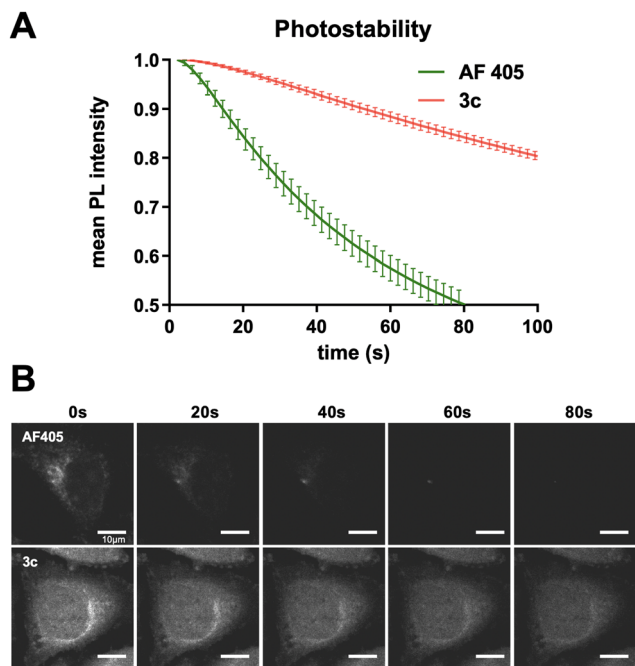 A
Photostability
1.0
0.9
0.8
0.7
0.6
0.5
mean PL intensity
AF 405
3c
0 20 40 60 80 100
time (s)
B
0s 20s 40s 60s 80s
AF405
10µm
3c